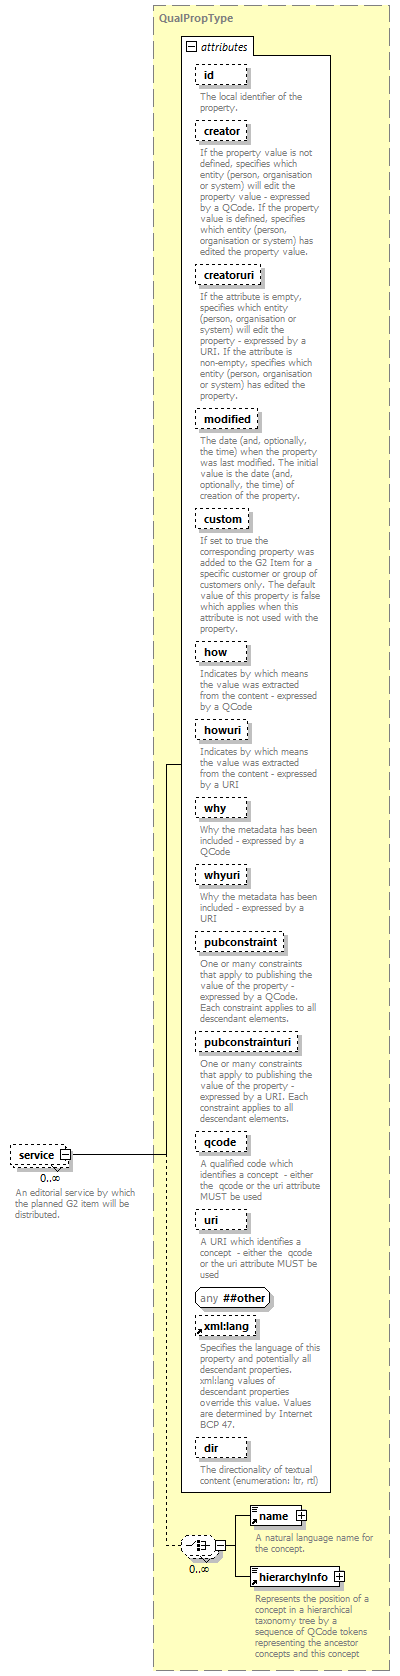 QualPropType
attributes
id
The local identifier of the
property.
creator
If the property value is not
defined, specifies which
entity (person, organisation
or system) will edit the
property value - expressed
by a QCode. If the property
value is defined, specifies
which entity (person,
organisation or system) has
edited the property value.
creatoruri
If the attribute is empty,
specifies which entity
(person, organisation or
system) will edit the
property - expressed by a
URI. If the attribute is
non-empty, specifies which
entity (person, organisation
or system) has edited the
property.
modified
The date (and, optionally,
the time) when the property
was last modified. The initial
value is the date (and,
optionally, the time) of
creation of the property.
custom
If set to true the
corresponding property was
added to the G2 Item for a
specific customer or group of
customers only. The default
value of this property is false
which applies when this
attribute is not used with the
property.
how
Indicates by which means
the value was extracted
from the content - expressed
by a QCode
howuri
Indicates by which means
the value was extracted
from the content - expressed
by a URI
why
Why the metadata has been
included - expressed by a
QCode
whyuri
Why the metadata has been
included - expressed by a
URI
pubconstraint
One or many constraints
that apply to publishing the
value of the property -
expressed by a QCode.
Each constraint applies to all
descendant elements.
pubconstrainturi
One or many constraints
that apply to publishing the
value of the property -
expressed by a URI. Each
constraint applies to all
descendant elements.
qcode
A qualified code which
identifies a concept  - either
the  qcode or the uri attribute
MUST be used
uri
A URI which identifies a
concept  - either the  qcode
or the uri attribute MUST be
used
any ##other
xml:lang
Specifies the language of this
property and potentially all
descendant properties.
xml:lang values of
descendant properties
override this value. Values
are determined by Internet
BCP 47.
dir
The directionality of textual
content (enumeration: ltr, rtl)
service
0..∞
An editorial service by which
the planned G2 item will be
distributed.
0..∞
name
A natural language name for
the concept.
hierarchyInfo
Represents the position of a
concept in a hierarchical
taxonomy tree by a
sequence of QCode tokens
representing the ancestor
concepts and this concept